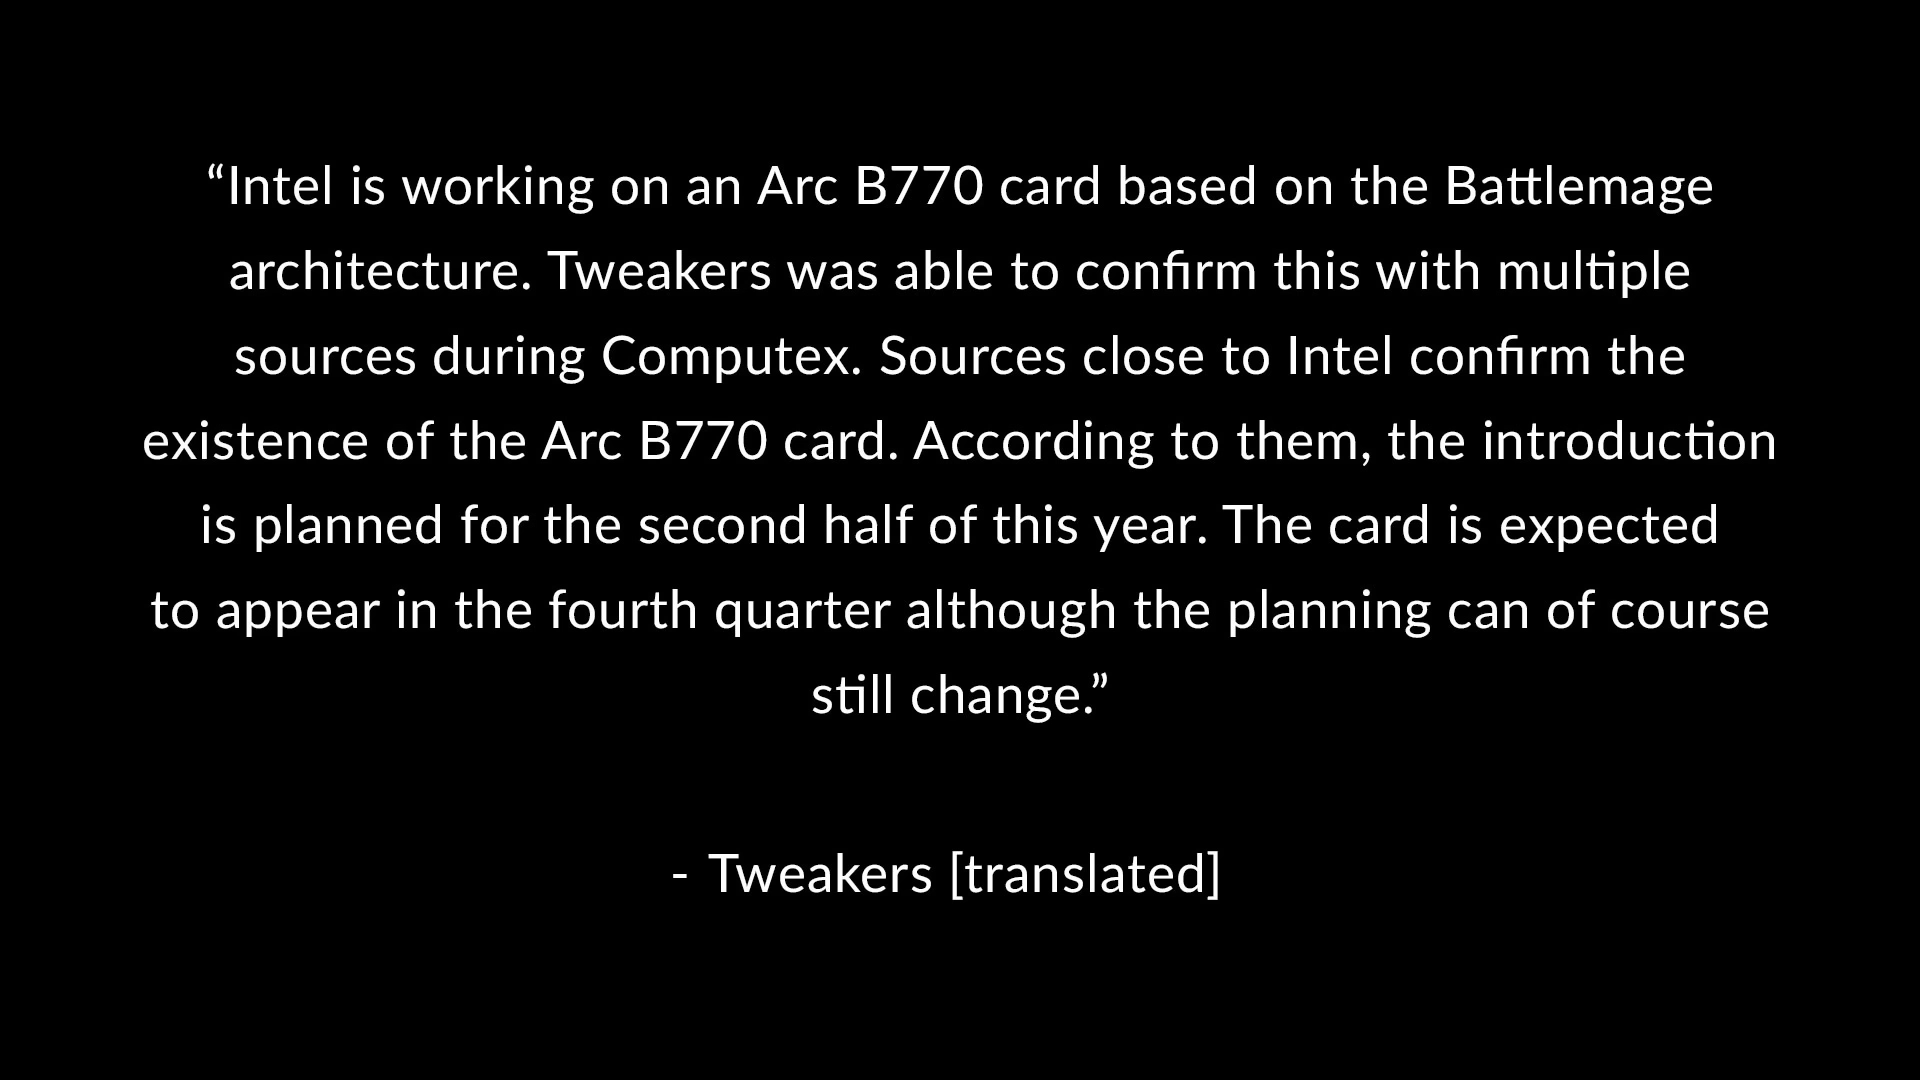 “Intel is working on an Arc B770 card based on the Battlemage
architecture. Tweakers was able to confirm this with multiple
sources during Computex. Sources close to Intel confirm the
existence of the Arc B770 card. According to them, the introduction
is planned for the second half of this year. The card is expected
to appear in the fourth quarter although the planning can of course
still change.”
- Tweakers [translated]